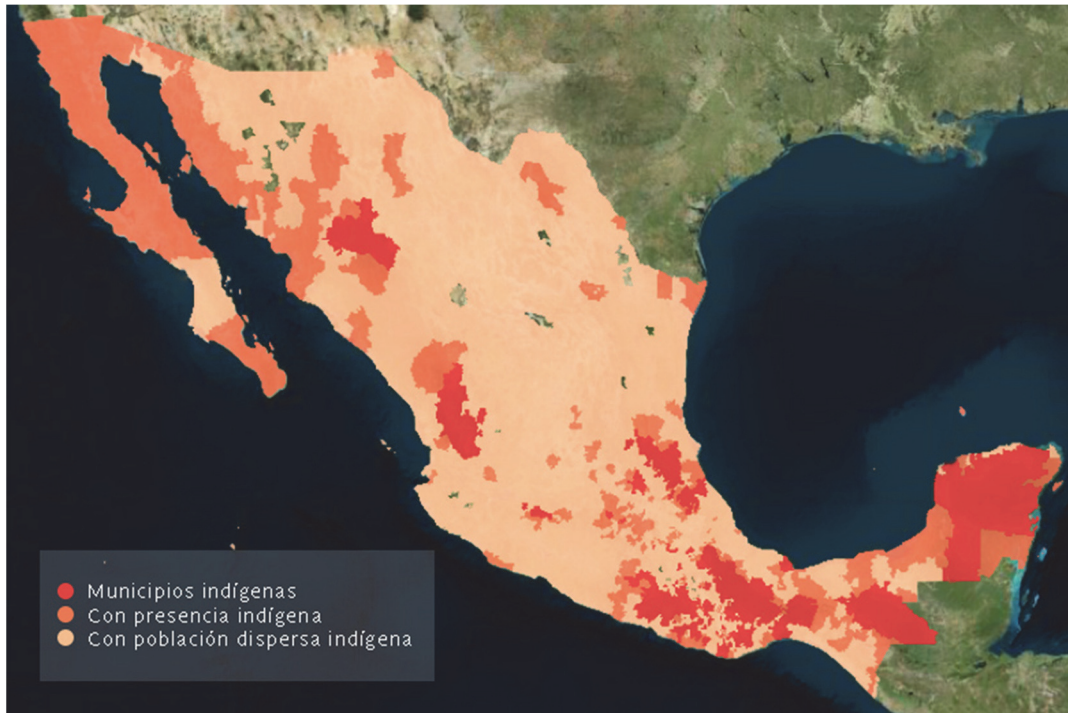 Municipios indígenas
Con presencia indígena
Con población dispersa indígena